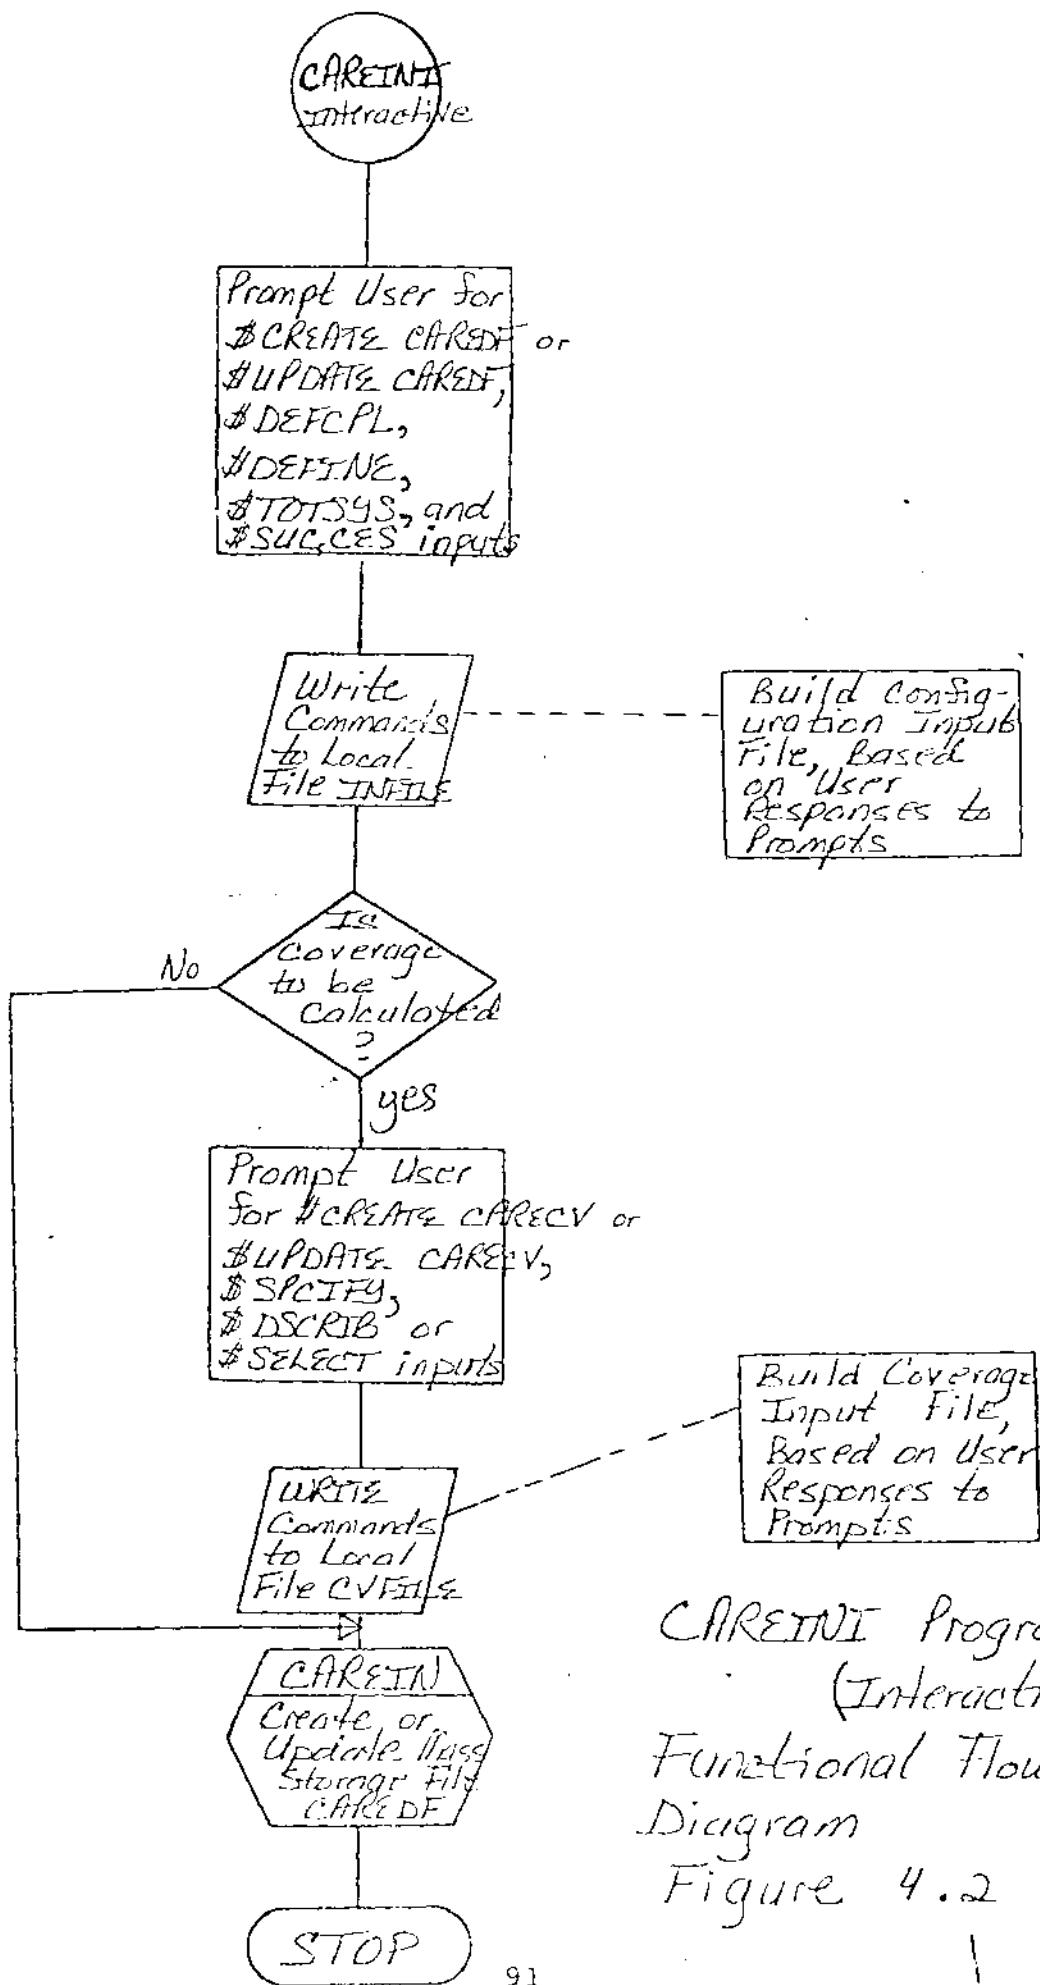 CAREINI
Interactive
Prompt User for
$CREATE CAREDF or
$UPDATE CAREDF,
$DEFCPL,
$DEFINE,
$TOTSYS, and
$SUCCES inputs
Write
Commands
to Local
File INFILE
Build Config-
uration Input
File, Based
on User
Responses to
Prompts
Is
Coverage
to be
Calculated
?
No
yes
Prompt User
for $CREATE CARECV or
$UPDATE CARECV,
$SPCIFY,
$DSCRIB or
$SELECT inputs
Build Coverage
Input File,
Based on User
Responses to
Prompts
WRITE
Commands
to Local
File CVFILE
CAREIN
Create or
Update Mass
Storage File
CAREDF
STOP
CAREINI Progra
(Interacti
Functional Flow
Diagram
Figure 4.2
91